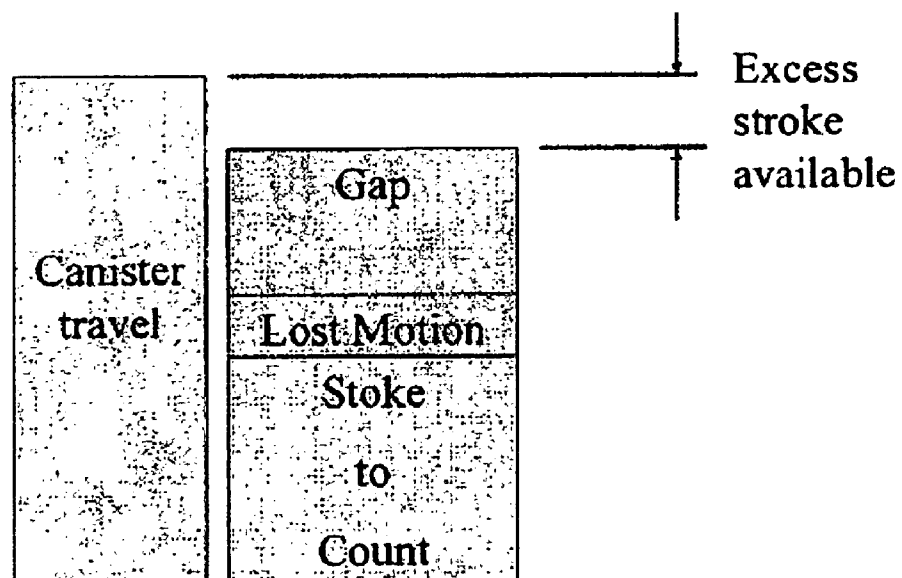 Excess
stroke
available
Gap
Canister
travel
Lost Motion
Stoke
to
Count